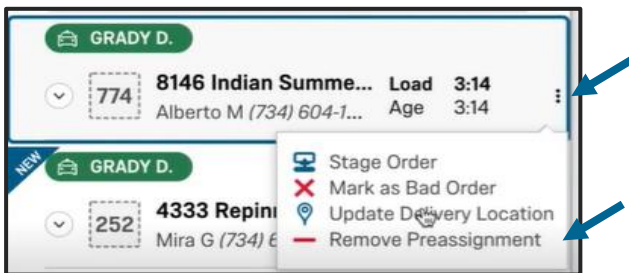 GRADY D.
774 8146 Indian Summe... Load 3:14
Alberto M (734) 604-1... Age 3:14
NEW
GRADY D.
252 4333
Mira G (734)
Stage Order
Mark as Bad Order
Update Delivery Location
Remove Preassignment